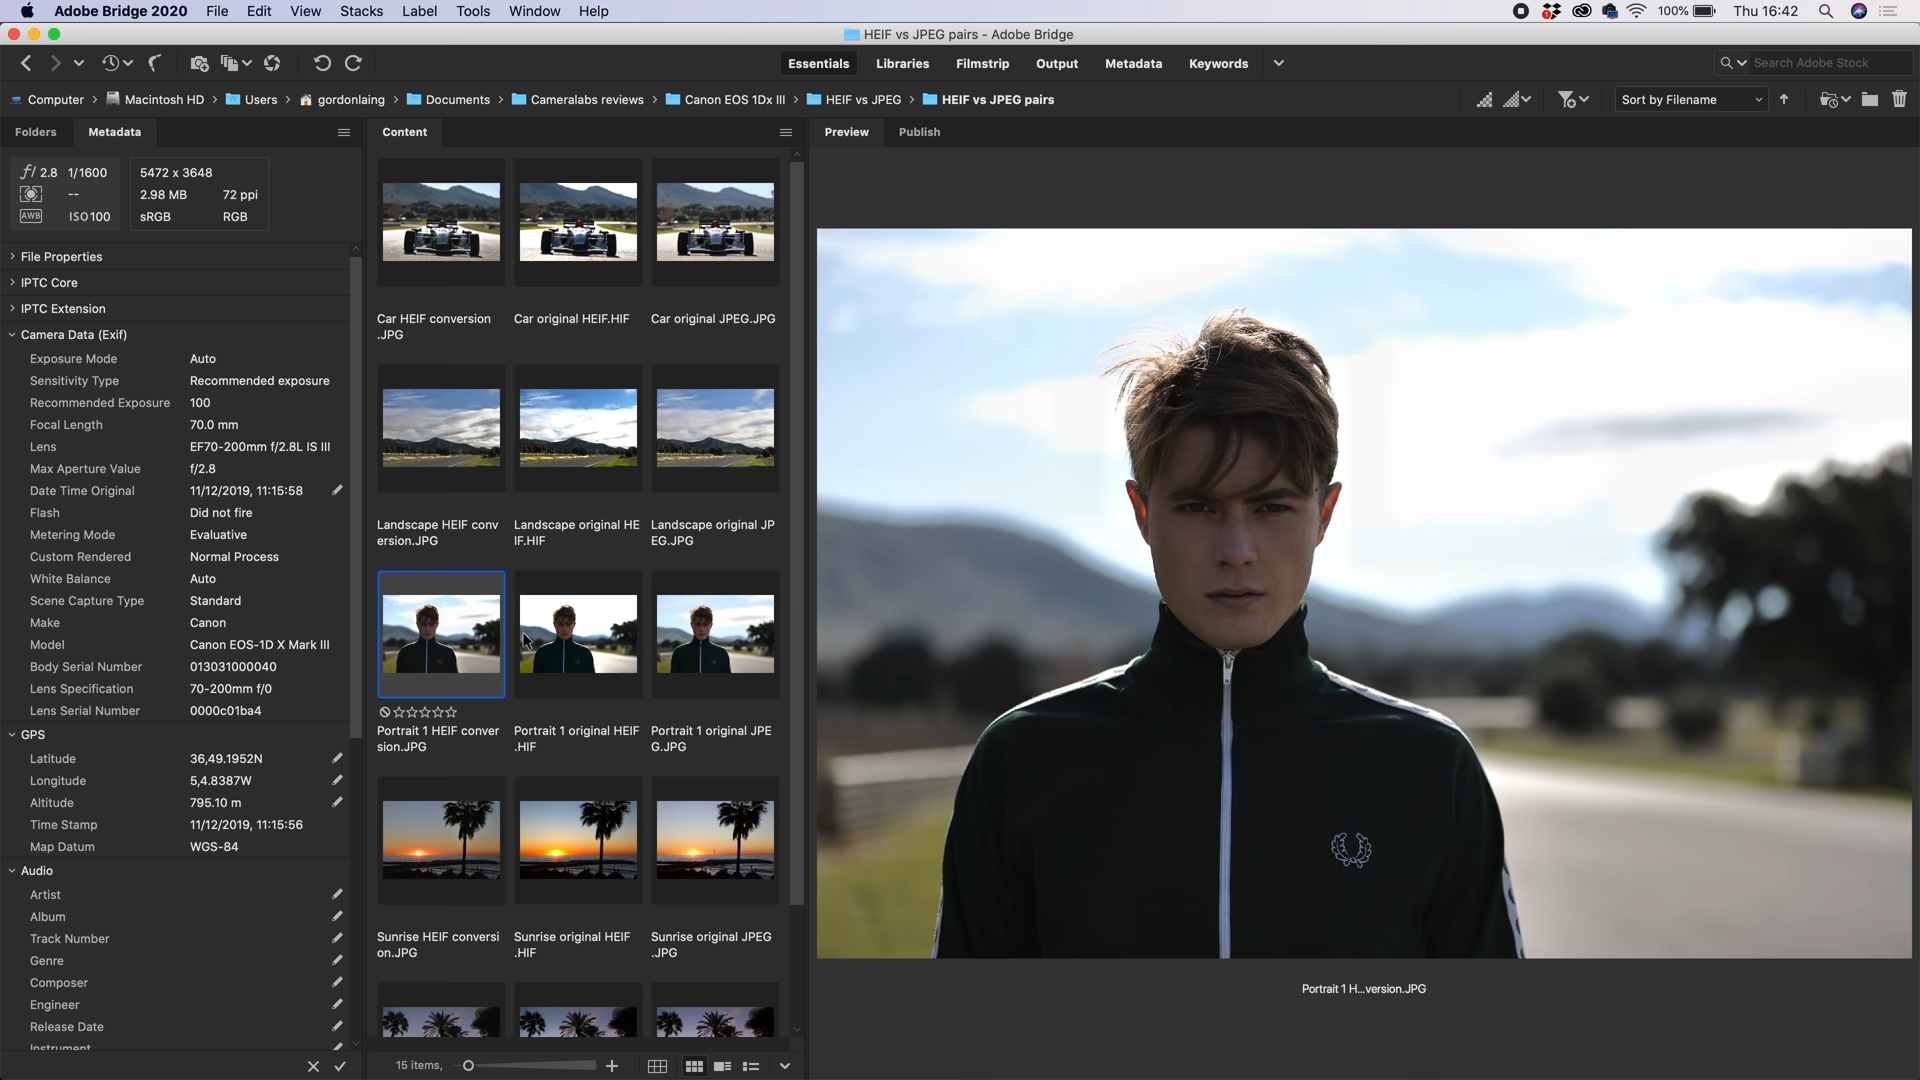 Adobe Bridge 2020 File Edit View Stacks Label Tools Window Help 100% Thu 16:42
HEIF vs JPEG pairs - Adobe Bridge
Essentials Libraries Filmstrip Output Metadata Keywords Search Adobe Stock
Computer Macintosh HD Users gordonlaing Documents Cameralabs reviews Canon EOS 1Dx III HEIF vs JPEG HEIF vs JPEG pairs Sort by Filename
Folders Metadata
f/ 2.8 1/1600
--
AWB ISO100
5472 x 3648
2.98 MB 72 ppi
sRGB RGB
File Properties
IPTC Core
IPTC Extension
Camera Data (Exif)
Exposure Mode Auto
Sensitivity Type Recommended exposure
Recommended Exposure 100
Focal Length 70.0 mm
Lens EF70-200mm f/2.8L IS III
Max Aperture Value f/2.8
Date Time Original 11/12/2019, 11:15:58
Flash Did not fire
Metering Mode Evaluative
Custom Rendered Normal Process
White Balance Auto
Scene Capture Type Standard
Make Canon
Model Canon EOS-1D X Mark III
Body Serial Number 013031000040
Lens Specification 70-200mm f/0
Lens Serial Number 0000c01ba4
GPS
Latitude 36,49.1952N
Longitude 5,4.8387W
Altitude 795.10 m
Time Stamp 11/12/2019, 11:15:56
Map Datum WGS-84
Audio
Artist
Album
Track Number
Genre
Composer
Engineer
Release Date
Instrument
Content
Car HEIF conversion
.JPG
Car original HEIF.HIF
Car original JPEG.JPG
Landscape HEIF conv
ersion.JPG
Landscape original HE
IF.HIF
Landscape original JP
EG.JPG
Portrait 1 HEIF conver
sion.JPG
Portrait 1 original HEIF
.HIF
Portrait 1 original JPE
G.JPG
Sunrise HEIF conversi
on.JPG
Sunrise original HEIF
.HIF
Sunrise original JPEG
.JPG
15 items,
Preview Publish
Portrait 1 H...version.JPG